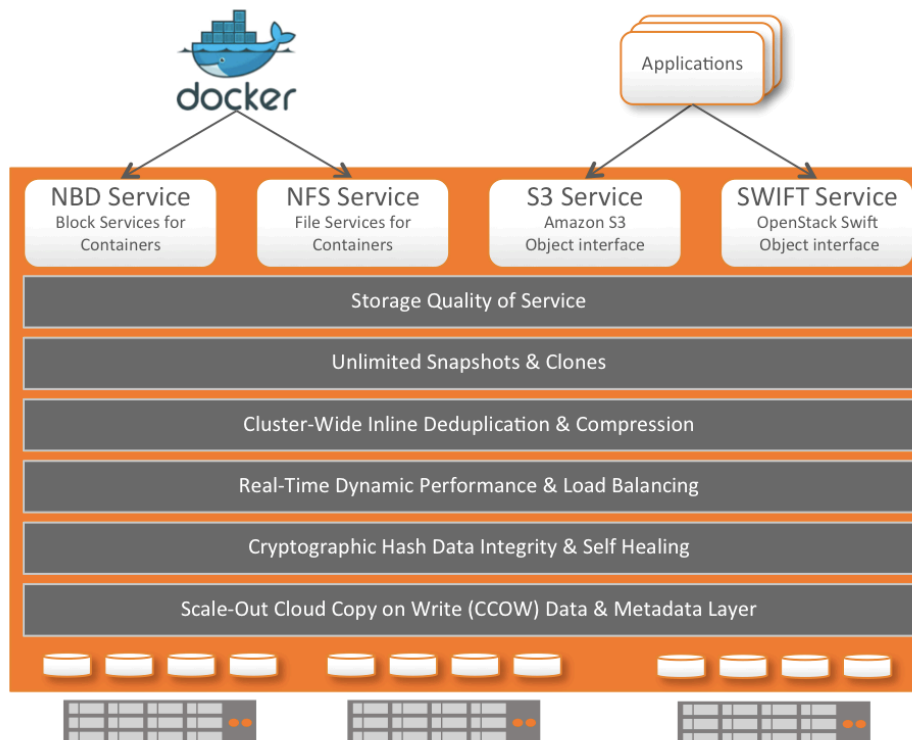 docker
Applications
NBD Service
Block Services for
Containers
NFS Service
File Services for
Containers
S3 Service
Amazon S3
Object interface
SWIFT Service
OpenStack Swift
Object interface
Storage Quality of Service
Unlimited Snapshots & Clones
Cluster-Wide Inline Deduplication & Compression
Real-Time Dynamic Performance & Load Balancing
Cryptographic Hash Data Integrity & Self Healing
Scale-Out Cloud Copy on Write (CCOW) Data & Metadata Layer